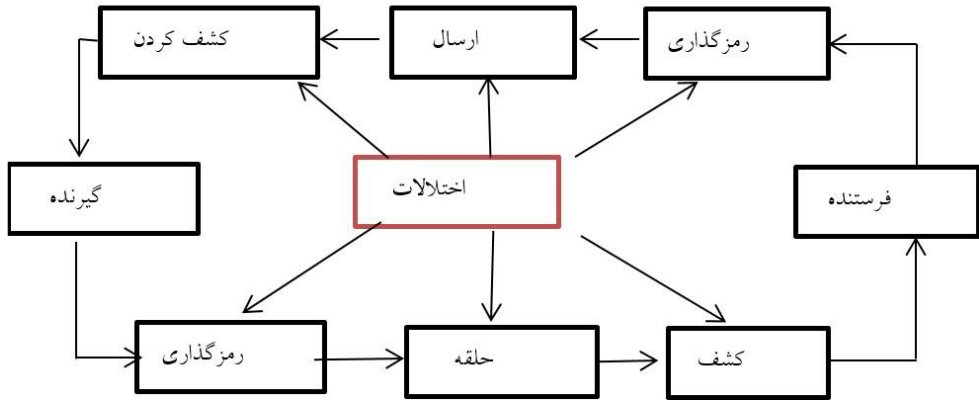 رمزگذاری
ارسال
کشف کردن
فرستنده
اختلالات
گیرنده
کشف
حلقه
رمزگذاری